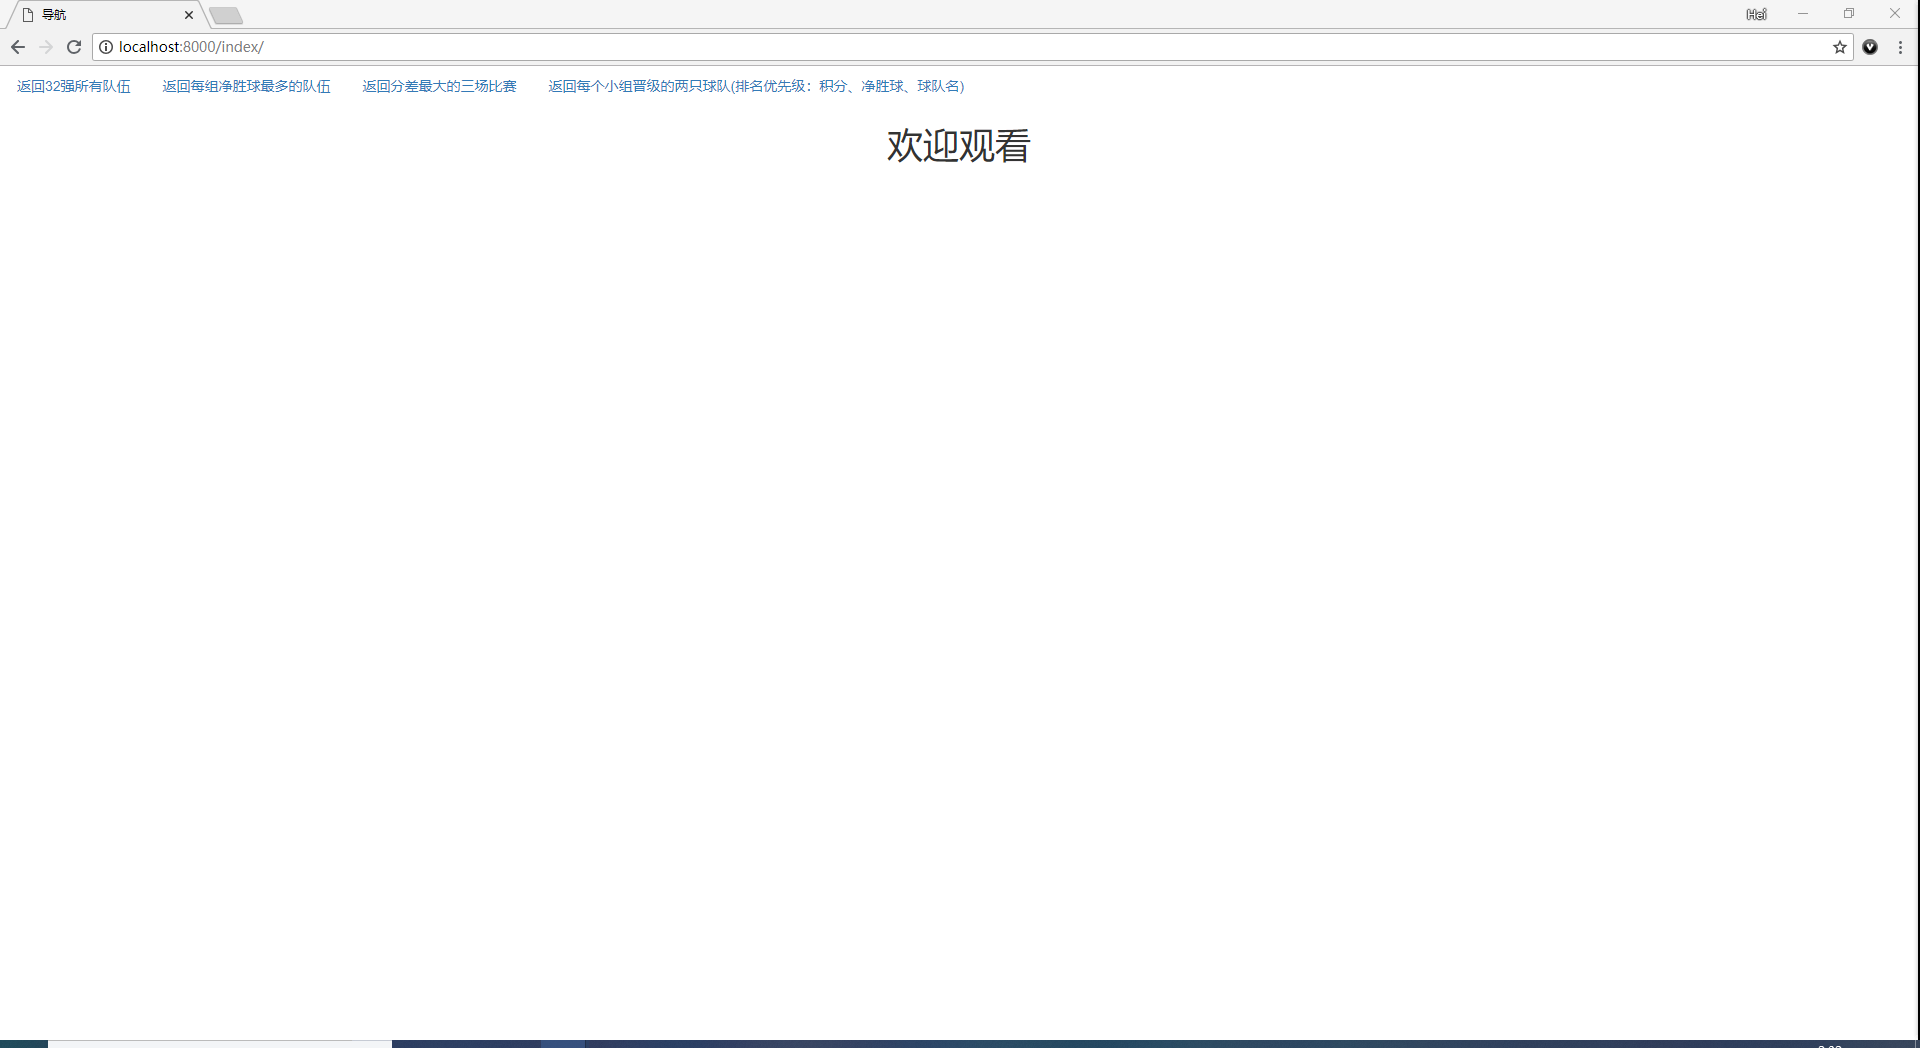 导航
Hei
localhost:8000/index/
返回32强所有队伍 返回每组净胜球最多的队伍 返回分差最大的三场比赛 返回每个小组晋级的两只球队(排名优先级：积分、净胜球、球队名)
欢迎观看